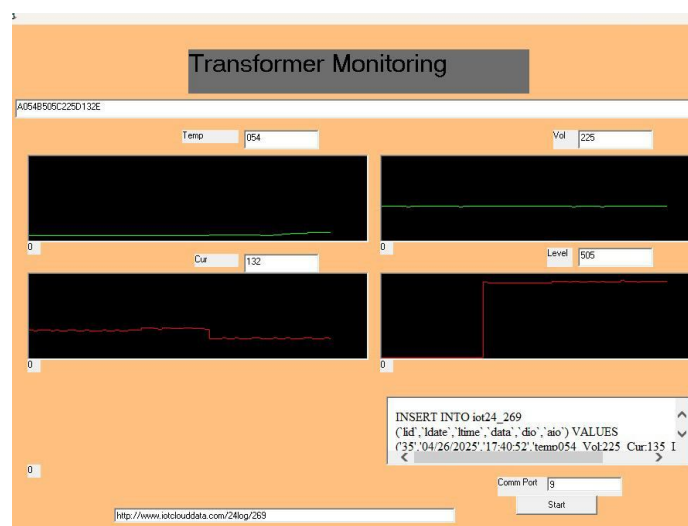 Transformer Monitoring
A054B505C225D132E
Temp 054
Vol 225
0
0
Cur 132
Level 505
0
0
INSERT INTO iot24_269
(`lid`,`ldate`,`ltime`,`data`,`dio`,`aio`) VALUES
('35','04/26/2025','17:40:52','temp054 Vol:225 Cur:135
0
Comm Port 9
Start
http://www.iotclouddata.com/24log/269